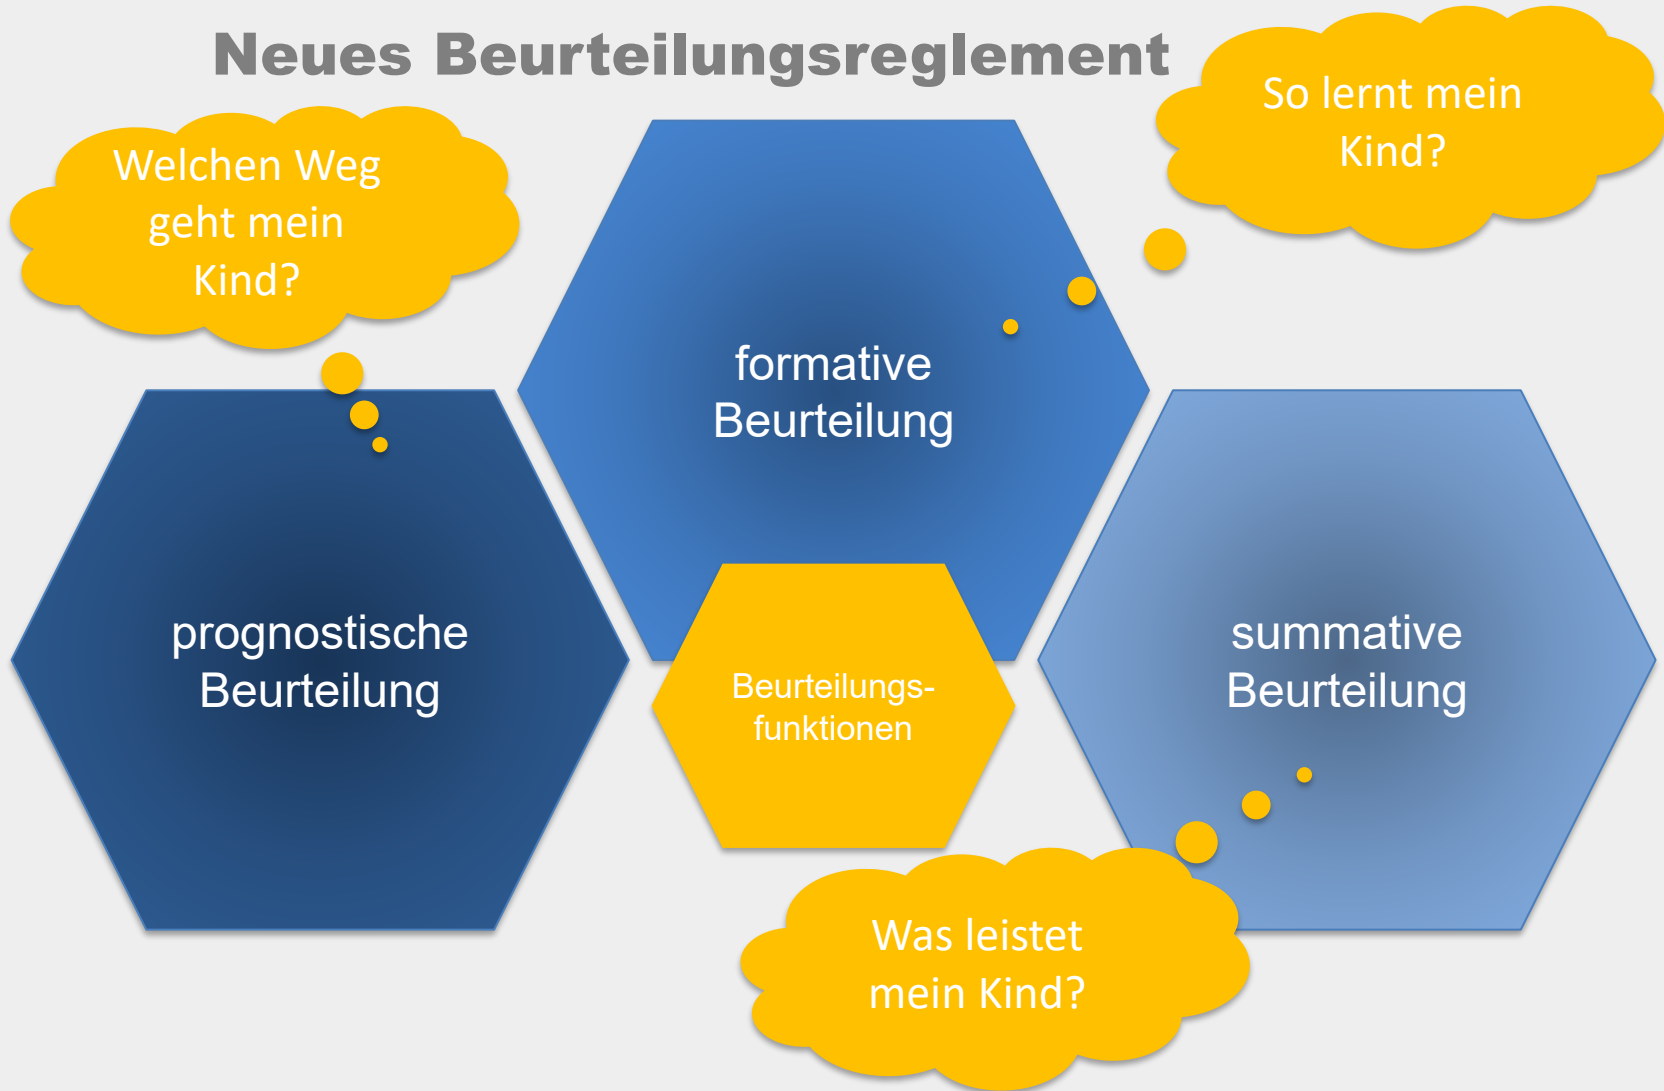 Neues Beurteilungsreglement
So lernt mein
Kind?
Welchen Weg
geht mein
Kind?
formative
Beurteilung
prognostische
Beurteilung
Beurteilungs-
funktionen
summative
Beurteilung
Was leistet
mein Kind?